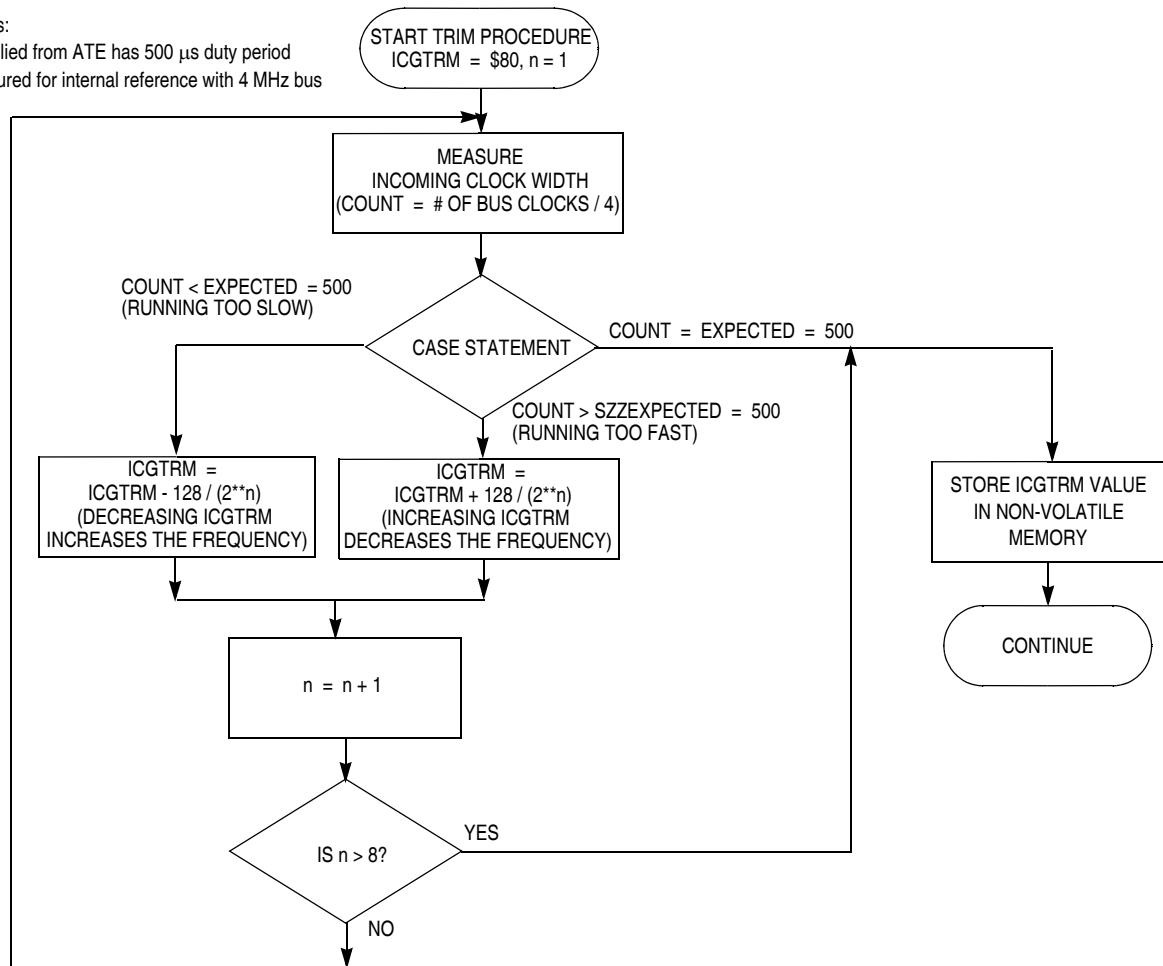 s:
lied from ATE has 500 μs duty period
ured for internal reference with 4 MHz bus
START TRIM PROCEDURE
ICGTRM = $80, n = 1
MEASURE
INCOMING CLOCK WIDTH
(COUNT = # OF BUS CLOCKS / 4)
COUNT < EXPECTED = 500
(RUNNING TOO SLOW)
CASE STATEMENT
COUNT = EXPECTED = 500
COUNT > SZZEXPECTED = 500
(RUNNING TOO FAST)
ICGTRM =
ICGTRM - 128 / (2**n)
(DECREASING ICGTRM
INCREASES THE FREQUENCY)
ICGTRM =
ICGTRM + 128 / (2**n)
(INCREASING ICGTRM
DECREASES THE FREQUENCY)
STORE ICGTRM VALUE
IN NON-VOLATILE
MEMORY
CONTINUE
n = n + 1
IS n > 8?
YES
NO